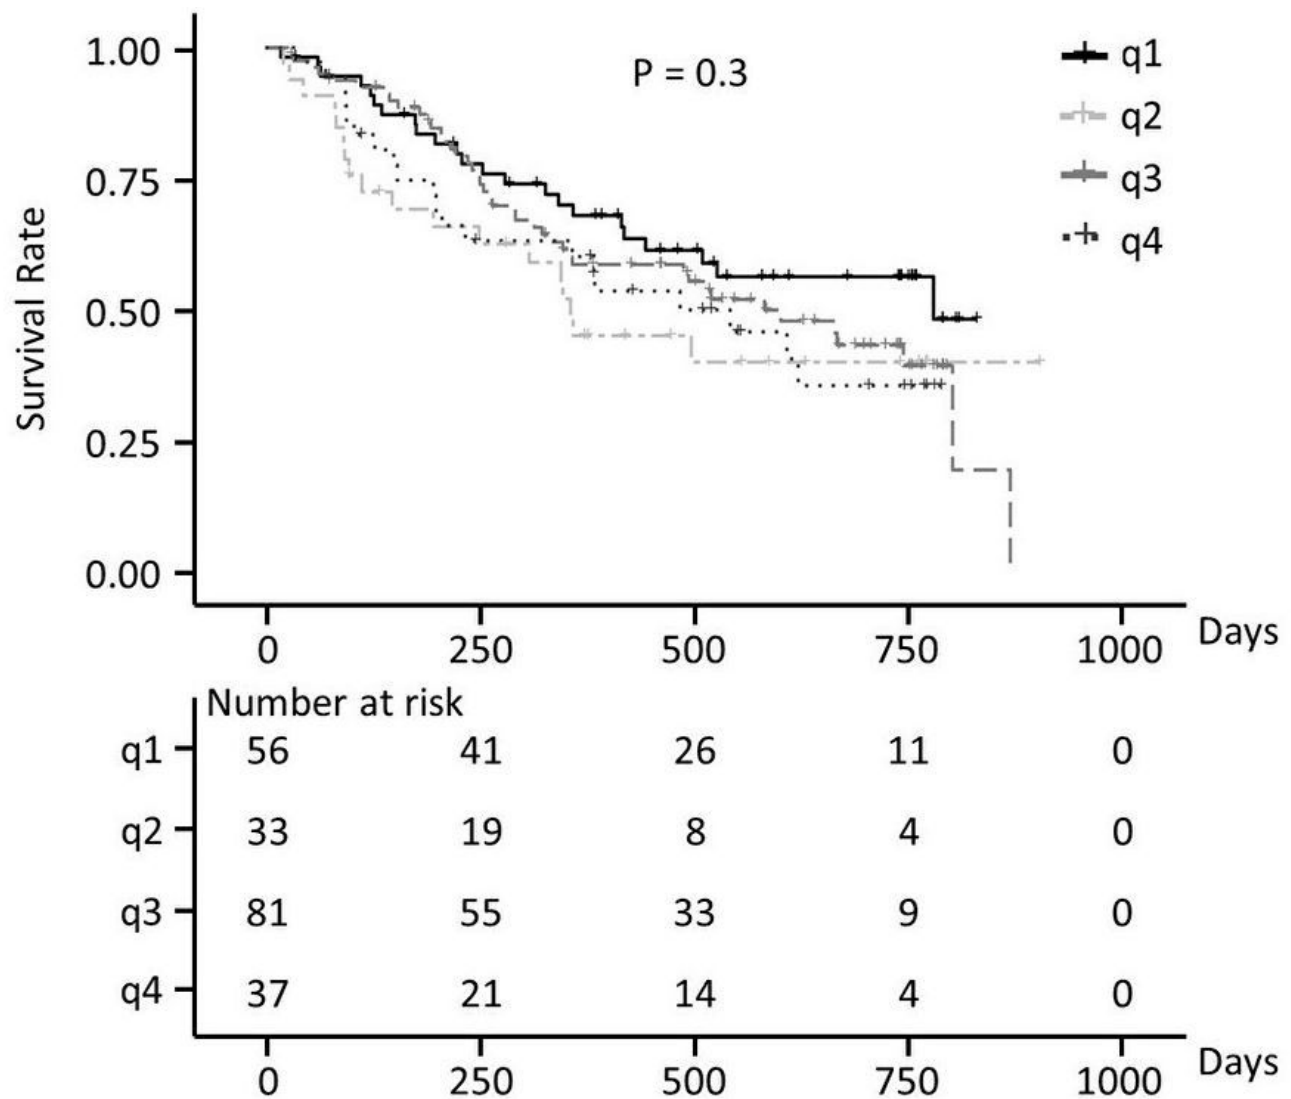 P = 0.3
q1
q2
q3
q4
Survival Rate
1.00
0.75
0.50
0.25
0.00
0 250 500 750 1000 Days
Number at risk
q1 56 41 26 11 0
q2 33 19 8 4 0
q3 81 55 33 9 0
q4 37 21 14 4 0
0 250 500 750 1000 Days